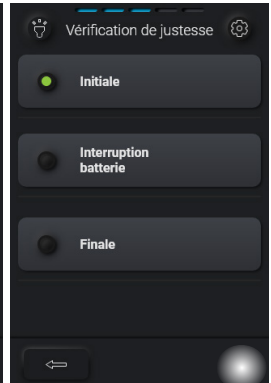 Vérification de justesse
Initiale
Interruption
batterie
Finale